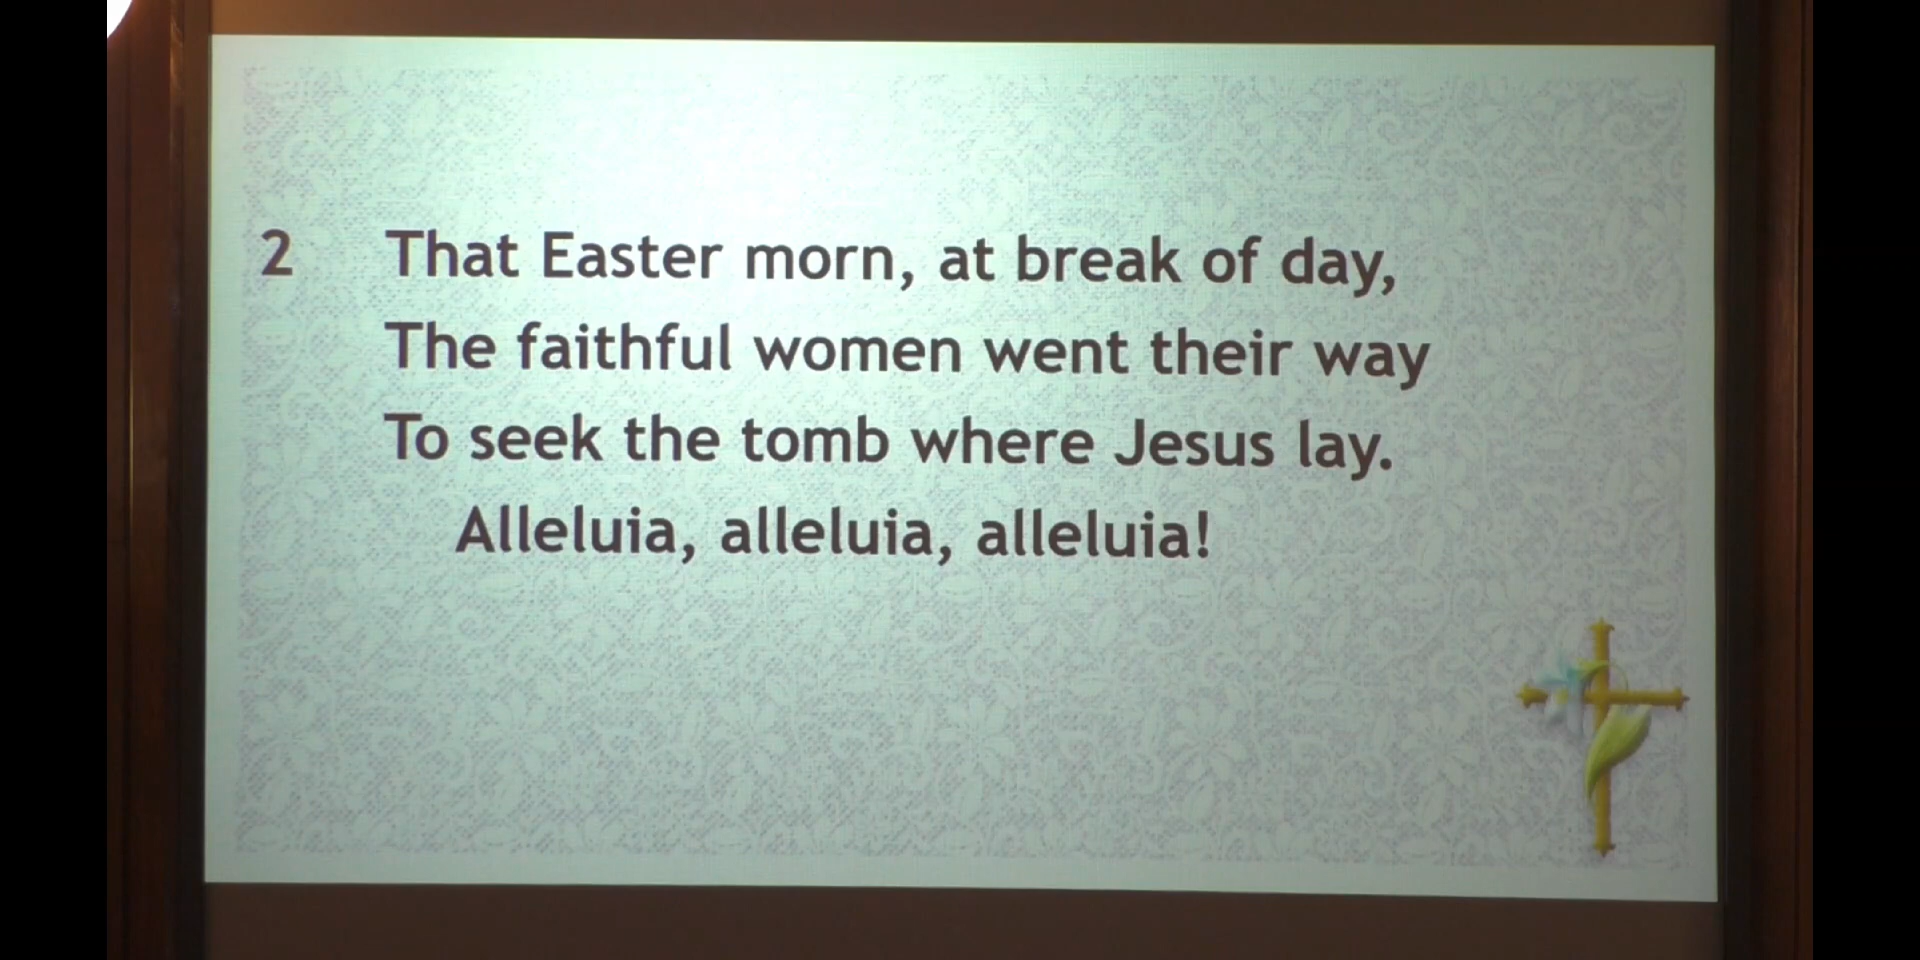 2 That Easter morn, at break of day,
The faithful women went their way
To seek the tomb where Jesus lay.
Alleluia, alleluia, alleluia!